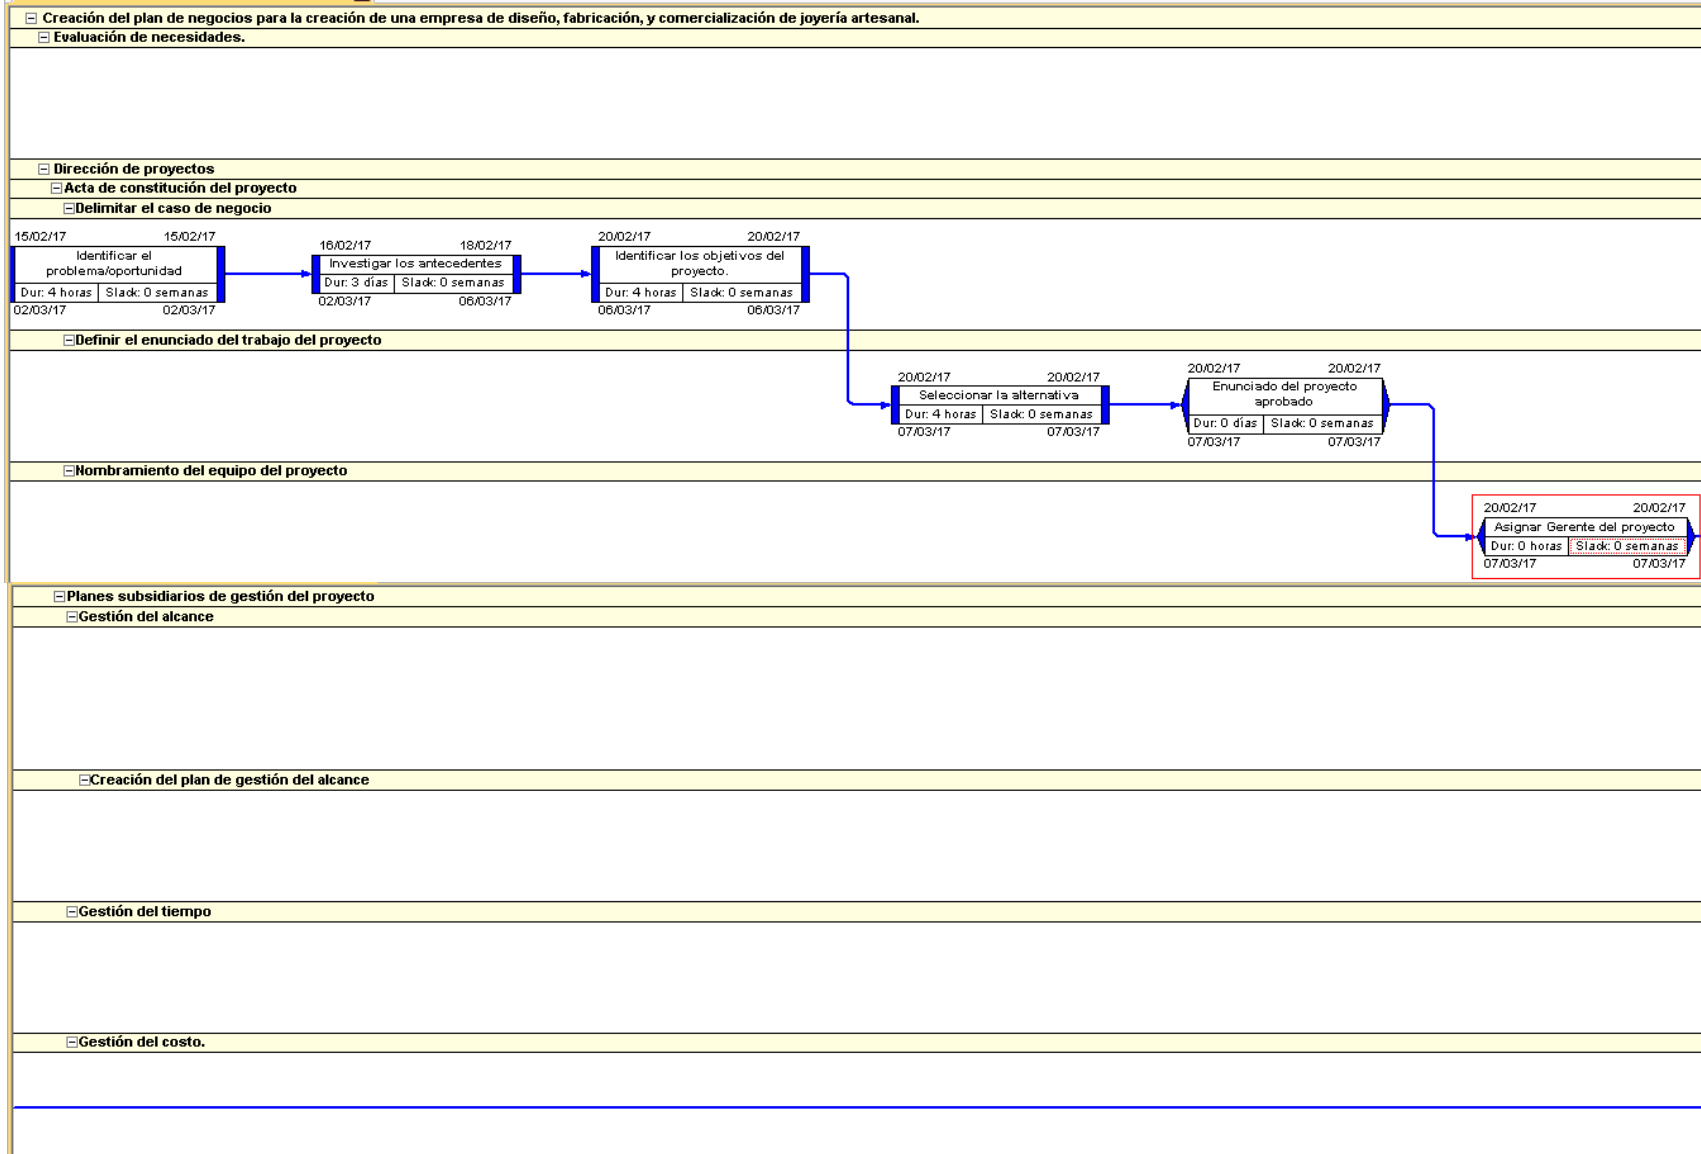 Creación del plan de negocios para la creación de una empresa de diseño, fabricación, y comercialización de joyería artesanal.
Evaluación de necesidades.
Dirección de proyectos
Acta de constitución del proyecto
Delimitar el caso de negocio
15/02/17 15/02/17
Identificar el
problema/oportunidad
Dur: 4 horas Slack: 0 semanas
02/03/17 02/03/17
16/02/17 18/02/17
Investigar los antecedentes
Dur: 3 días Slack: 0 semanas
02/03/17 06/03/17
20/02/17 20/02/17
Identificar los objetivos del
proyecto.
Dur: 4 horas Slack: 0 semanas
06/03/17 06/03/17
Definir el enunciado del trabajo del proyecto
20/02/17 20/02/17
Seleccionar la alternativa
Dur: 4 horas Slack: 0 semanas
07/03/17 07/03/17
20/02/17 20/02/17
Enunciado del proyecto
aprobado
Dur: 0 días Slack: 0 semanas
07/03/17 07/03/17
Nombramiento del equipo del proyecto
20/02/17 20/02/17
Asignar Gerente del proyecto
Dur: 0 horas Slack: 0 semanas
07/03/17 07/03/17
Planes subsidiarios de gestión del proyecto
Gestión del alcance
Creación del plan de gestión del alcance
Gestión del tiempo
Gestión del costo.